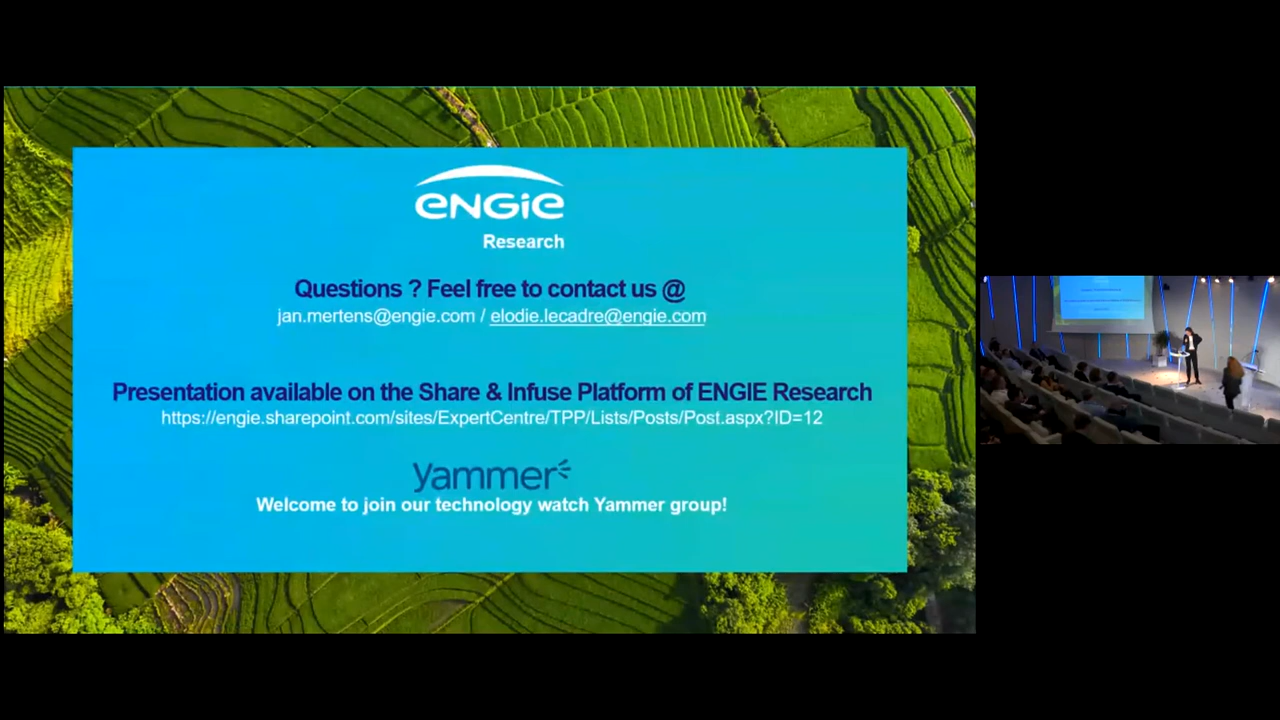 ENGIE
Research
Questions ? Feel free to contact us @
jan.mertens@engie.com / elodie.lecadre@engie.com
Presentation available on the Share & Infuse Platform of ENGIE Research
https://engie.sharepoint.com/sites/ExpertCentre/TPP/Lists/Posts/Post.aspx?ID=12
yammer
Welcome to join our technology watch Yammer group!